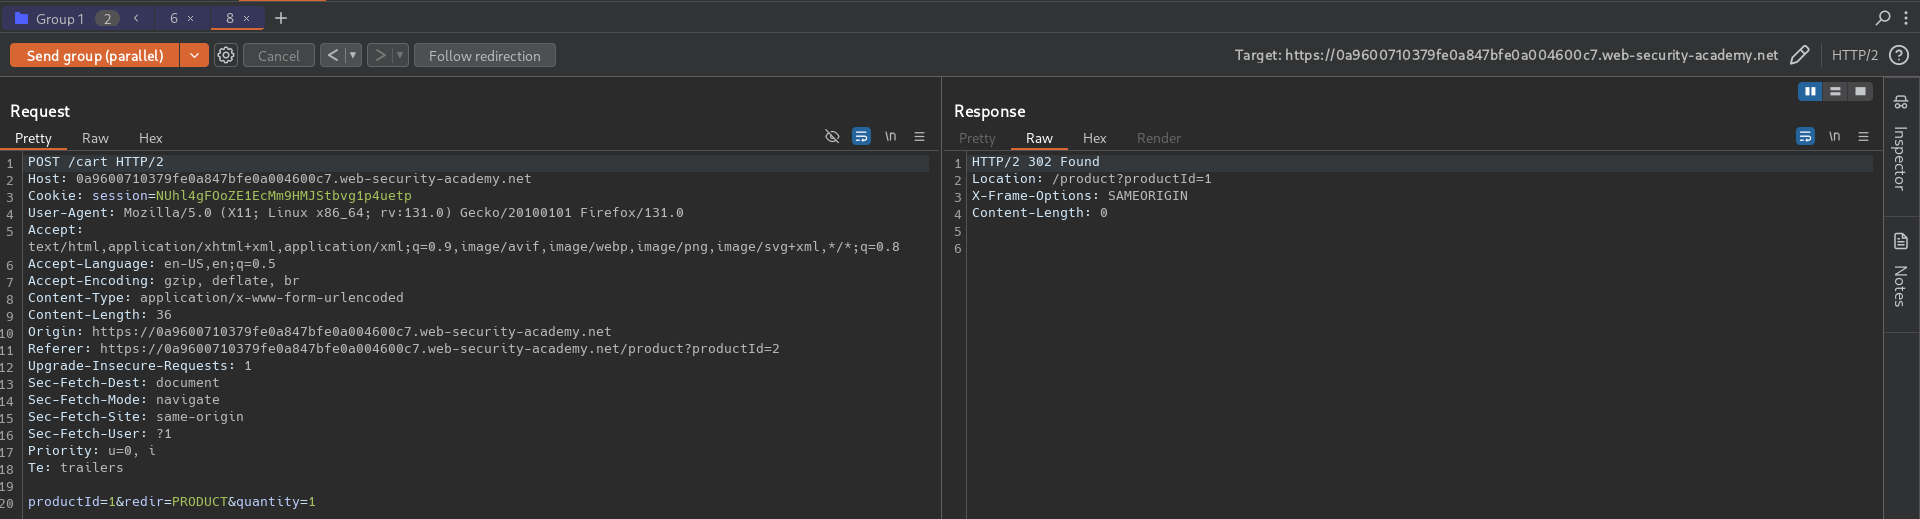 Group 1 2 < 6 × 8 × +
Send group (parallel) Cancel < > Follow redirection Target: https://0a9600710379fe0a847bfe0a004600c7.web-security-academy.net HTTP/2 ?
Request
Pretty Raw Hex \n
1 POST /cart HTTP/2
2 Host: 0a9600710379fe0a847bfe0a004600c7.web-security-academy.net
3 Cookie: session=NUhl4gFOoZE1EcMm9HMJStbvg1p4uetp
4 User-Agent: Mozilla/5.0 (X11; Linux x86_64; rv:131.0) Gecko/20100101 Firefox/131.0
5 Accept:
text/html,application/xhtml+xml,application/xml;q=0.9,image/avif,image/webp,image/png,image/svg+xml,*/*;q=0.8
6 Accept-Language: en-US,en;q=0.5
7 Accept-Encoding: gzip, deflate, br
8 Content-Type: application/x-www-form-urlencoded
9 Content-Length: 36
10 Origin: https://0a9600710379fe0a847bfe0a004600c7.web-security-academy.net
11 Referer: https://0a9600710379fe0a847bfe0a004600c7.web-security-academy.net/product?productId=2
12 Upgrade-Insecure-Requests: 1
13 Sec-Fetch-Dest: document
14 Sec-Fetch-Mode: navigate
15 Sec-Fetch-Site: same-origin
16 Sec-Fetch-User: ?1
17 Priority: u=0, i
18 Te: trailers
19
20 productId=1&redir=PRODUCT&quantity=1
Response
Pretty Raw Hex Render \n
1 HTTP/2 302 Found
2 Location: /product?productId=1
3 X-Frame-Options: SAMEORIGIN
4 Content-Length: 0
5
6
Inspector
Notes